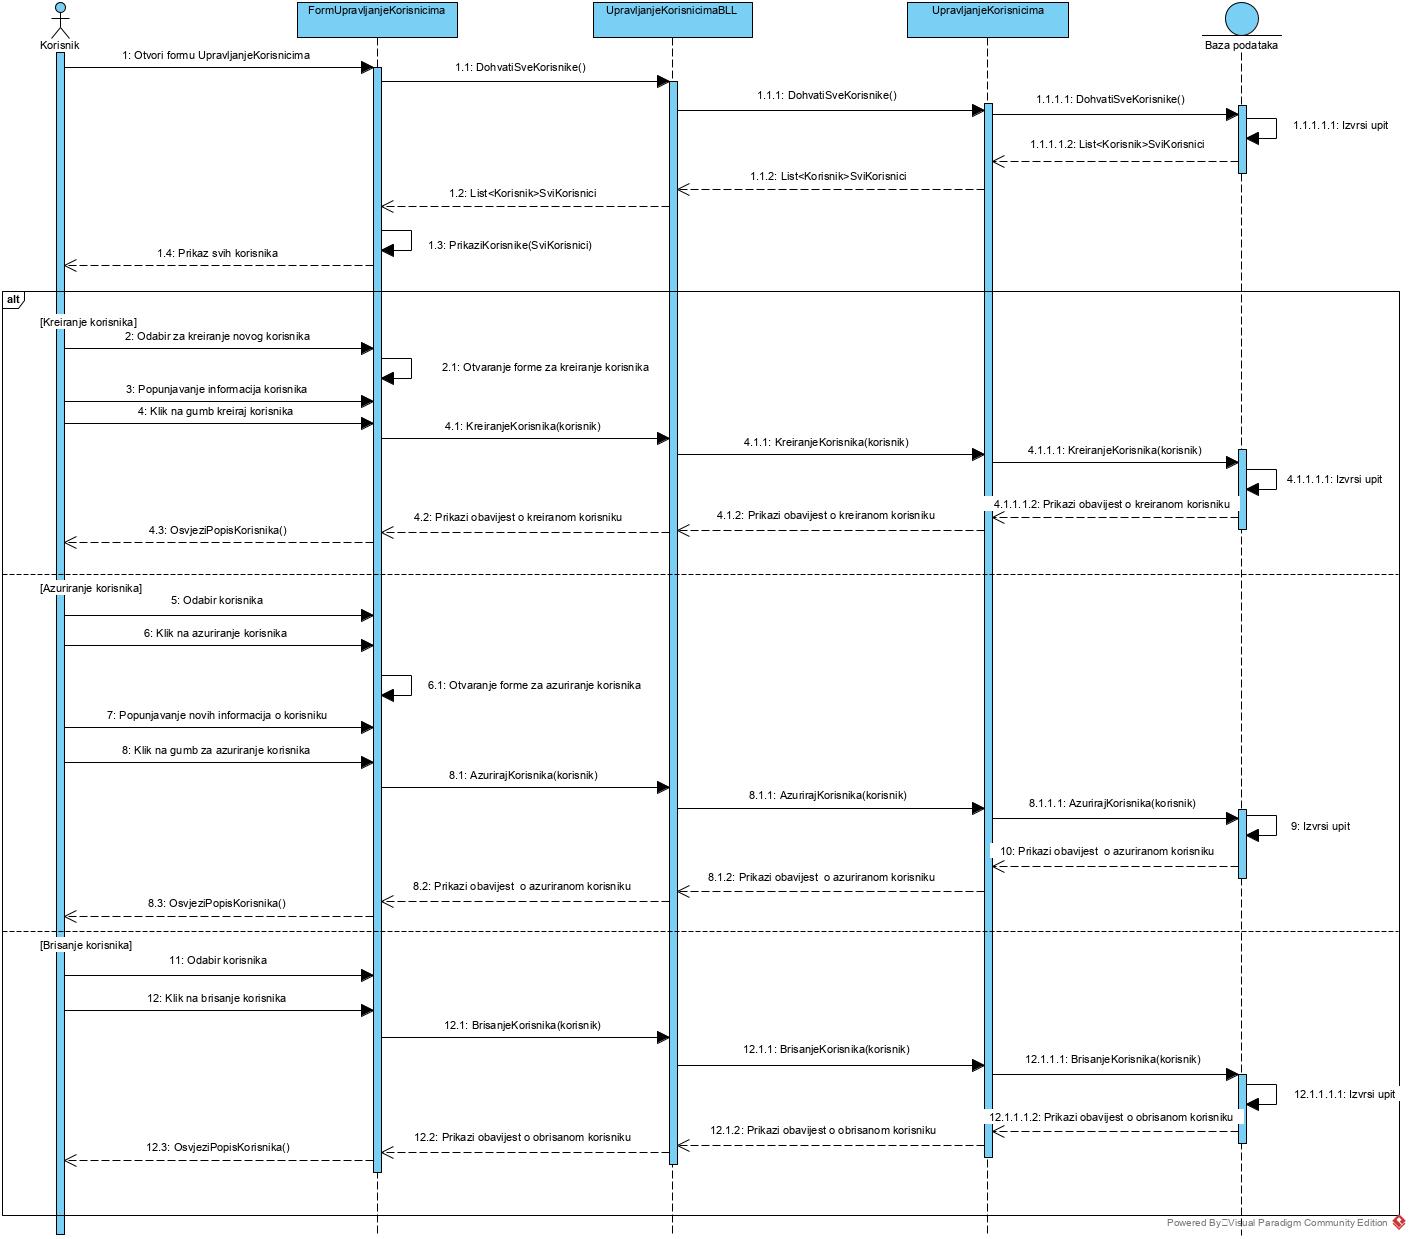 FormUpravljanjeKorisnicima
UpravljanjeKorisnicimaBLL
UpravljanjeKorisnicima
Korisnik
Baza podataka
1: Otvori formu UpravljanjeKorisnicima
1.1: DohvatiSveKorisnike()
1.1.1: DohvatiSveKorisnike()
1.1.1.1: DohvatiSveKorisnike()
1.1.1.1.1: Izvrsi upit
1.1.1.1.2: List<Korisnik>SviKorisnici
1.1.2: List<Korisnik>SviKorisnici
1.2: List<Korisnik>SviKorisnici
1.3: PrikaziKorisnike(SviKorisnici)
1.4: Prikaz svih korisnika
alt
[Kreiranje korisnika]
2: Odabir za kreiranje novog korisnika
2.1: Otvaranje forme za kreiranje korisnika
3: Popunjavanje informacija korisnika
4: Klik na gumb kreiraj korisnika
4.1: KreiranjeKorisnika(korisnik)
4.1.1: KreiranjeKorisnika(korisnik)
4.1.1.1: KreiranjeKorisnika(korisnik)
4.1.1.1.1: Izvrsi upit
4.1.1.1.2: Prikazi obavijest o kreiranom korisniku
4.1.2: Prikazi obavijest o kreiranom korisniku
4.2: Prikazi obavijest o kreiranom korisniku
4.3: OsvjeziPopisKorisnika()
[Azuriranje korisnika]
5: Odabir korisnika
6: Klik na azuriranje korisnika
6.1: Otvaranje forme za azuriranje korisnika
7: Popunjavanje novih informacija o korisniku
8: Klik na gumb za azuriranje korisnika
8.1: AzurirajKorisnika(korisnik)
8.1.1: AzurirajKorisnika(korisnik)
8.1.1.1: AzurirajKorisnika(korisnik)
9: Izvrsi upit
10: Prikazi obavijest  o azuriranom korisniku
8.1.2: Prikazi obavijest  o azuriranom korisniku
8.2: Prikazi obavijest  o azuriranom korisniku
8.3: OsvjeziPopisKorisnika()
[Brisanje korisnika]
11: Odabir korisnika
12: Klik na brisanje korisnika
12.1: BrisanjeKorisnika(korisnik)
12.1.1: BrisanjeKorisnika(korisnik)
12.1.1.1: BrisanjeKorisnika(korisnik)
12.1.1.1.1: Izvrsi upit
12.1.1.1.2: Prikazi obavijest o obrisanom korisniku
12.1.2: Prikazi obavijest o obrisanom korisniku
12.2: Prikazi obavijest o obrisanom korisniku
12.3: OsvjeziPopisKorisnika()
Powered By Visual Paradigm Community Edition